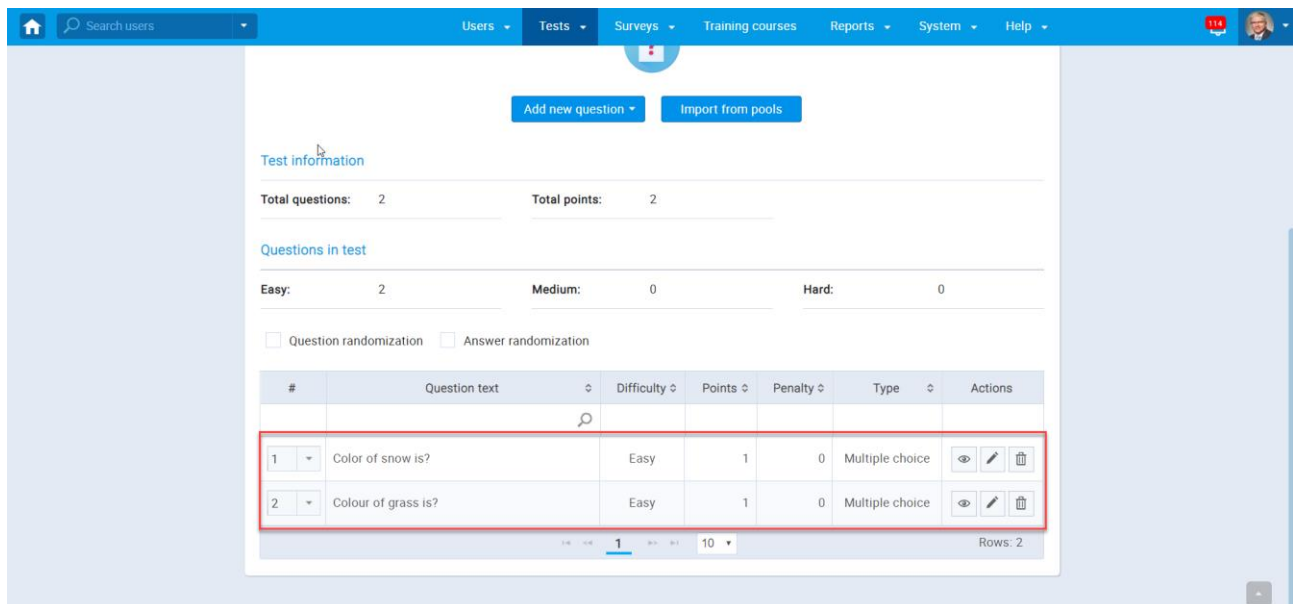 Search users Users Tests Surveys Training courses Reports System Help 114
?
Add new question Import from pools
Test information
Total questions: 2 Total points: 2
Questions in test
Easy: 2 Medium: 0 Hard: 0
Question randomization Answer randomization
# Question text Difficulty Points Penalty Type Actions
1 Color of snow is? Easy 1 0 Multiple choice
2 Colour of grass is? Easy 1 0 Multiple choice
1 10 Rows: 2